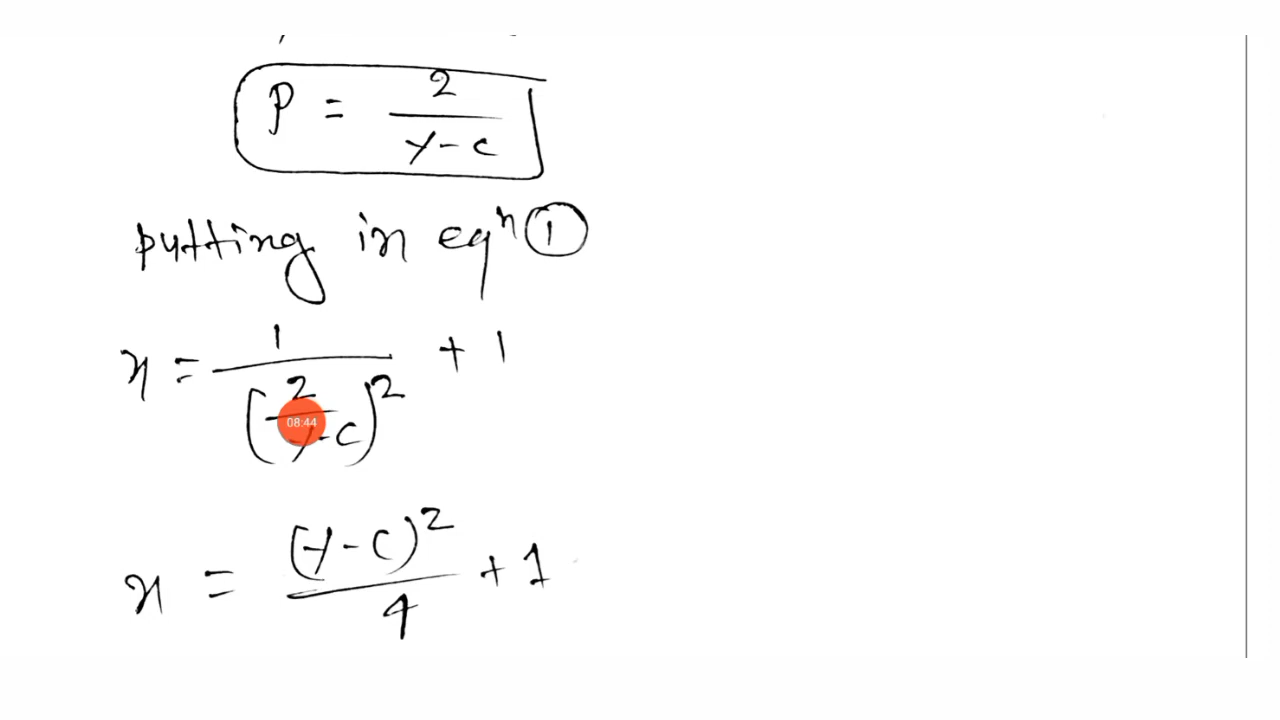 P = 2/(y-c)
putting in eqⁿ ①
x = 1/(2/(y-c))² + 1
08:44
x = (y-c)²/4 + 1